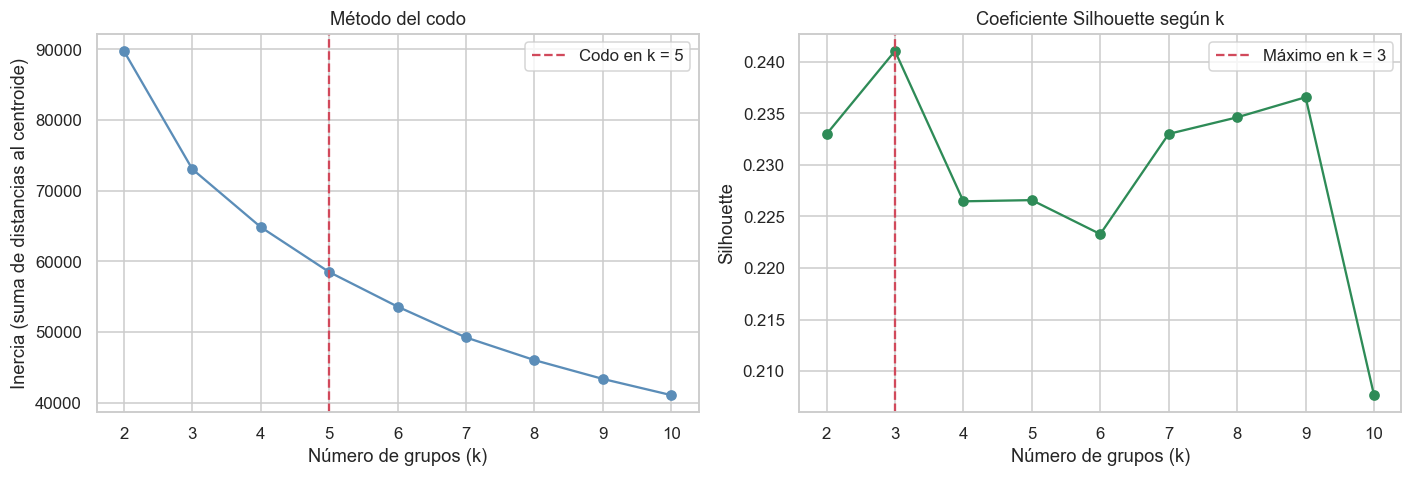 Método del codo
Inercia (suma de distancias al centroide)
90000
80000
70000
60000
50000
40000
Codo en k = 5
2 3 4 5 6 7 8 9 10
Número de grupos (k)
Coeficiente Silhouette según k
Silhouette
0.240
0.235
0.230
0.225
0.220
0.215
0.210
Máximo en k = 3
2 3 4 5 6 7 8 9 10
Número de grupos (k)